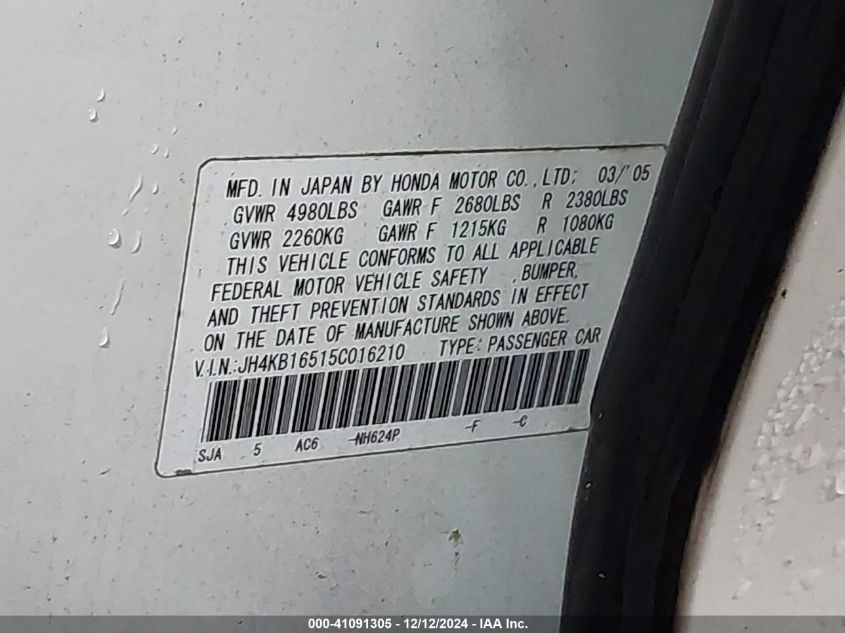 MFD. IN JAPAN BY HONDA MOTOR CO., LTD; 03/'05
GVWR 4980LBS GAWR F 2680LBS R 2380LBS
GVWR 2260KG GAWR F 1215KG R 1080KG
THIS VEHICLE CONFORMS TO ALL APPLICABLE
FEDERAL MOTOR VEHICLE SAFETY ,BUMPER,
AND THEFT PREVENTION STANDARDS IN EFFECT
ON THE DATE OF MANUFACTURE SHOWN ABOVE.
V.I.N.:JH4KB16515C016210 TYPE: PASSENGER CAR
SJA 5 AC6 -NH624P -F -C
000-41091305 - 12/12/2024 - IAA Inc.